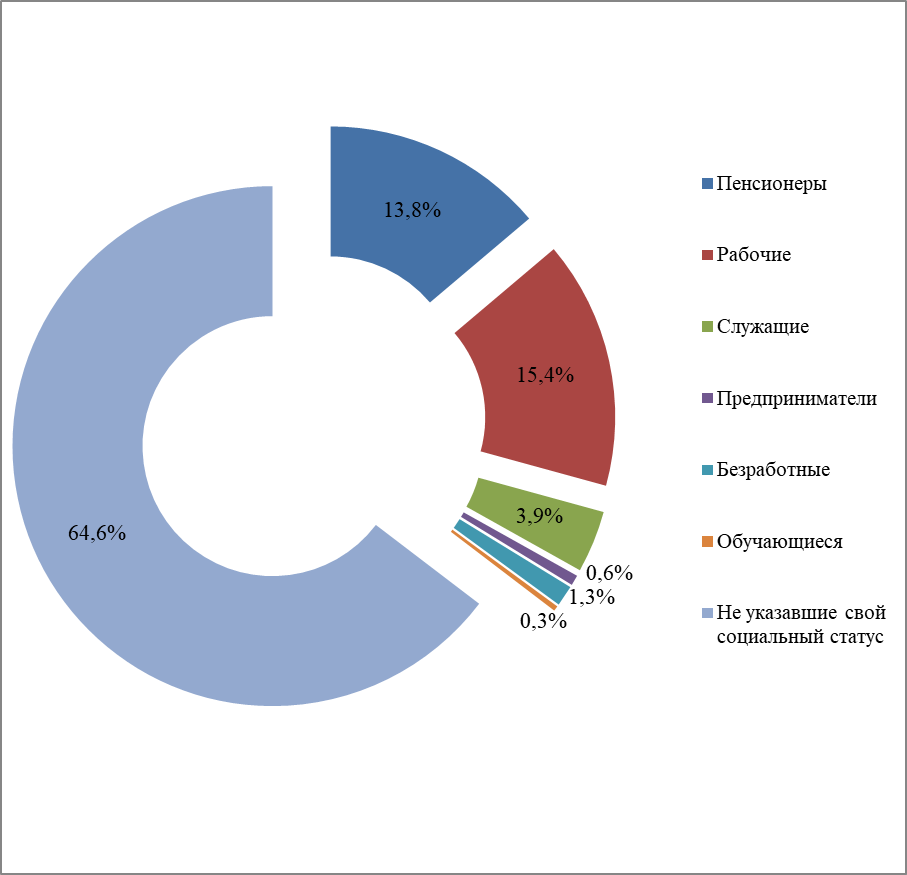 13,8%
15,4%
3,9%
0,6%
1,3%
0,3%
64,6%
Пенсионеры
Рабочие
Служащие
Предприниматели
Безработные
Обучающиеся
Не указавшие свой
социальный статус